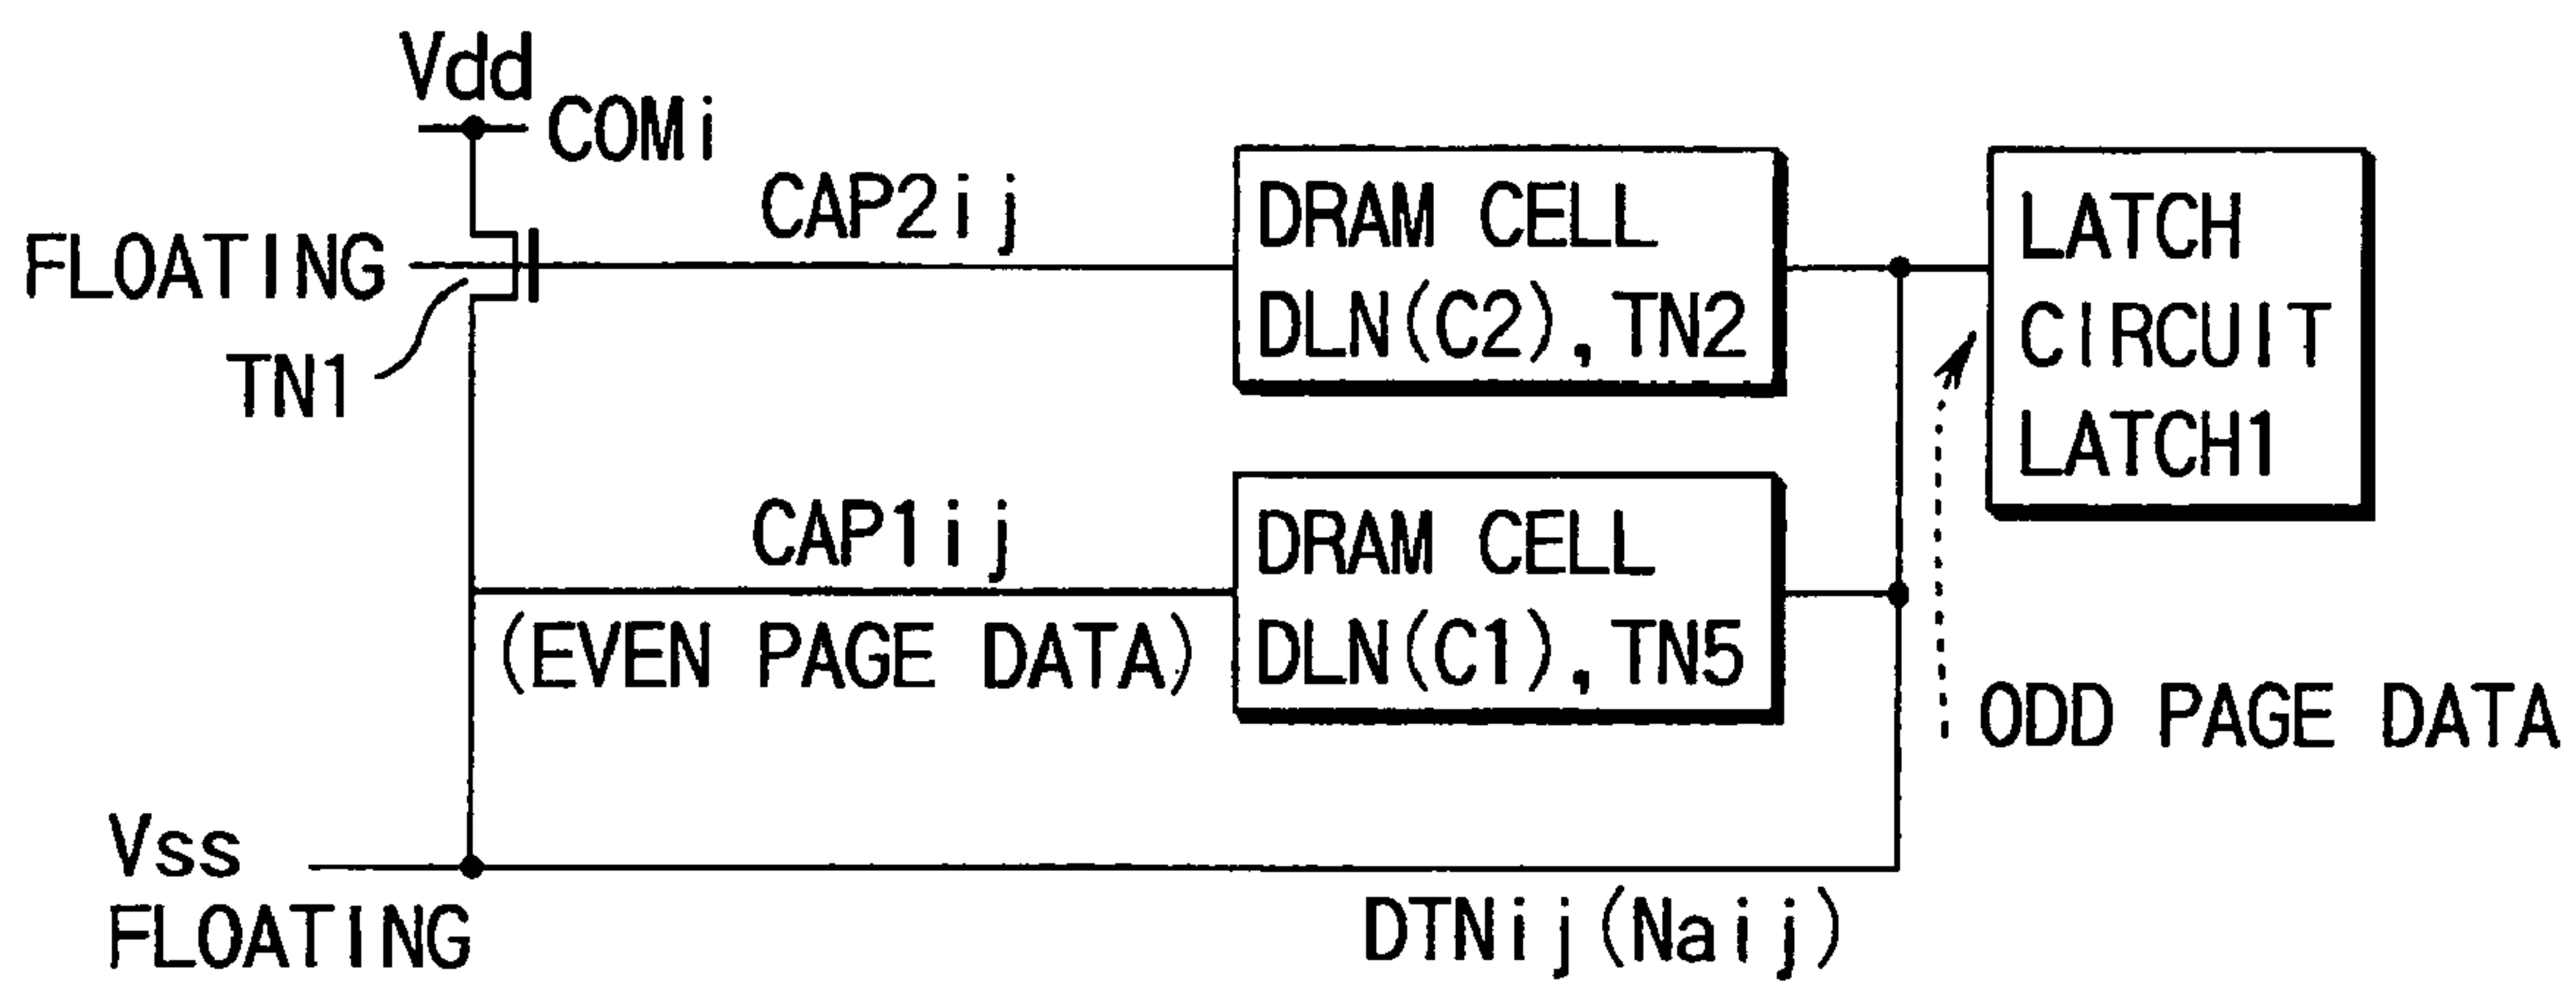 Vdd
COMi
CAP2ij
FLOATING
TN1
DRAM CELL
DLN(C2),TN2
LATCH
CIRCUIT
LATCH1
CAP1ij
(EVEN PAGE DATA)
DRAM CELL
DLN(C1),TN5
ODD PAGE DATA
Vss
FLOATING
DTNij(Naij)